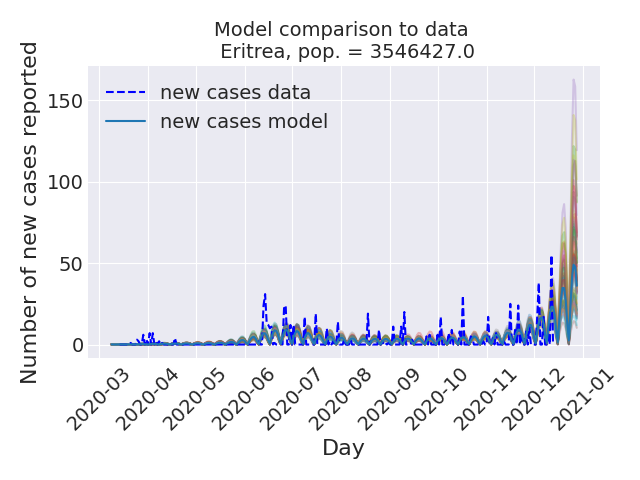 Model comparison to data
Eritrea, pop. = 3546427.0
new cases data
new cases model
Number of new cases reported
150
100
50
0
2020-03
2020-04
2020-05
2020-06
2020-07
2020-08
2020-09
2020-10
2020-11
2020-12
2021-01
Day